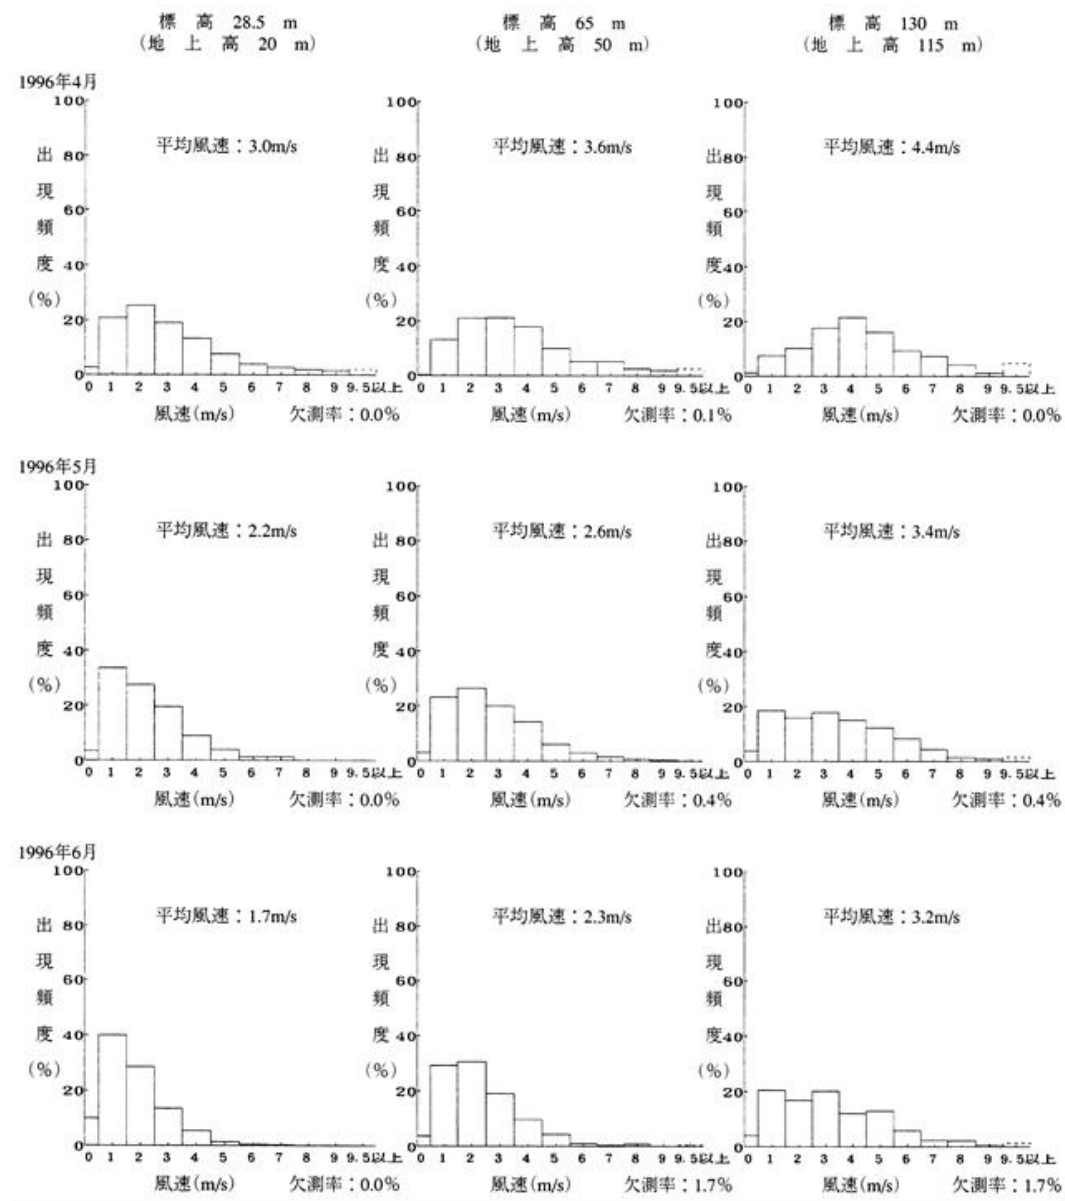 標 高 28.5 m
(地 上 高 20 m)
標 高 65 m
(地 上 高 50 m)
標 高 130 m
(地 上 高 115 m)
1996年4月
出現頻度(%)
100
80
60
40
20
0
平均風速:3.0m/s
0 1 2 3 4 5 6 7 8 9 9.5以上
風速(m/s) 欠測率:0.0%
出現頻度(%)
100
80
60
40
20
0
平均風速:3.6m/s
0 1 2 3 4 5 6 7 8 9 9.5以上
風速(m/s) 欠測率:0.1%
出現頻度(%)
100
80
60
40
20
0
平均風速:4.4m/s
0 1 2 3 4 5 6 7 8 9 9.5以上
風速(m/s) 欠測率:0.0%
1996年5月
出現頻度(%)
100
80
60
40
20
0
平均風速:2.2m/s
0 1 2 3 4 5 6 7 8 9 9.5以上
風速(m/s) 欠測率:0.0%
出現頻度(%)
100
80
60
40
20
0
平均風速:2.6m/s
0 1 2 3 4 5 6 7 8 9 9.5以上
風速(m/s) 欠測率:0.4%
出現頻度(%)
100
80
60
40
20
0
平均風速:3.4m/s
0 1 2 3 4 5 6 7 8 9 9.5以上
風速(m/s) 欠測率:0.4%
1996年6月
出現頻度(%)
100
80
60
40
20
0
平均風速:1.7m/s
0 1 2 3 4 5 6 7 8 9 9.5以上
風速(m/s) 欠測率:0.0%
出現頻度(%)
100
80
60
40
20
0
平均風速:2.3m/s
0 1 2 3 4 5 6 7 8 9 9.5以上
風速(m/s) 欠測率:1.7%
出現頻度(%)
100
80
60
40
20
0
平均風速:3.2m/s
0 1 2 3 4 5 6 7 8 9 9.5以上
風速(m/s) 欠測率:1.7%